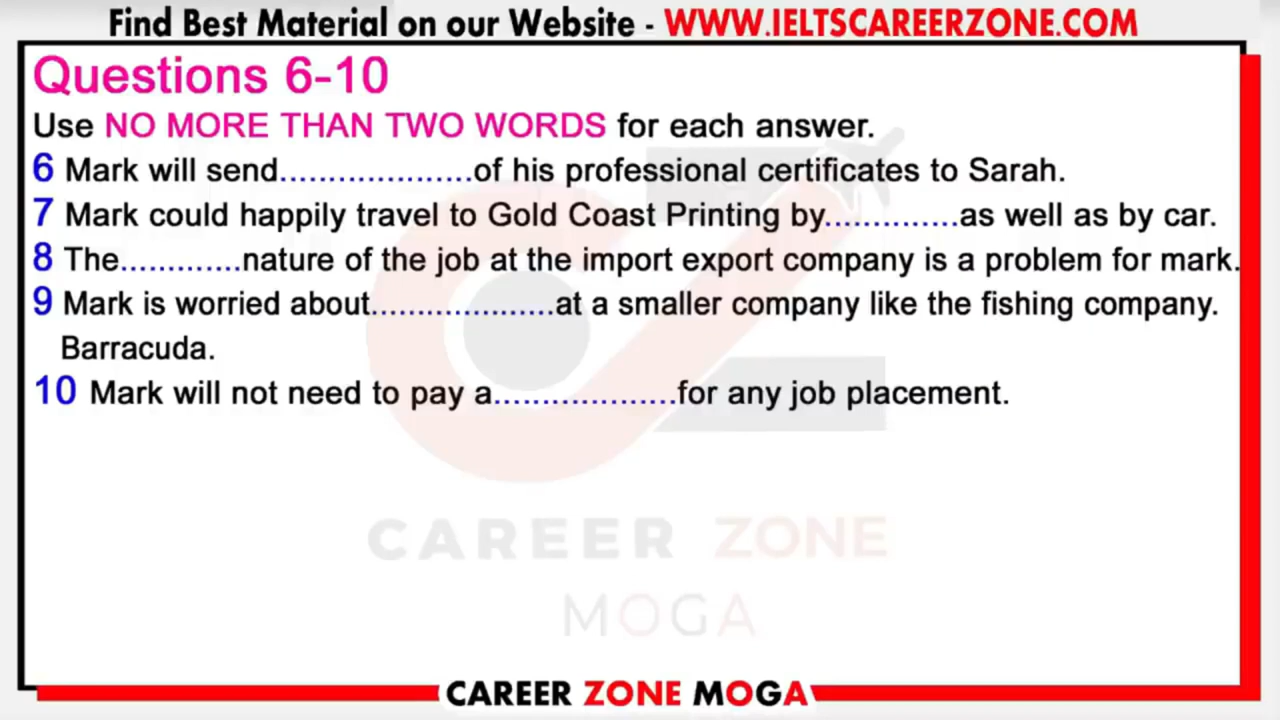 Find Best Material on our Website - WWW.IELTSCAREERZONE.COM
Questions 6-10
Use NO MORE THAN TWO WORDS for each answer.
6 Mark will send....................of his professional certificates to Sarah.
7 Mark could happily travel to Gold Coast Printing by..............as well as by car.
8 The.............nature of the job at the import export company is a problem for mark.
9 Mark is worried about...................at a smaller company like the fishing company.
Barracuda.
10 Mark will not need to pay a...................for any job placement.
CAREER ZONE
MOGA
CAREER ZONE MOGA